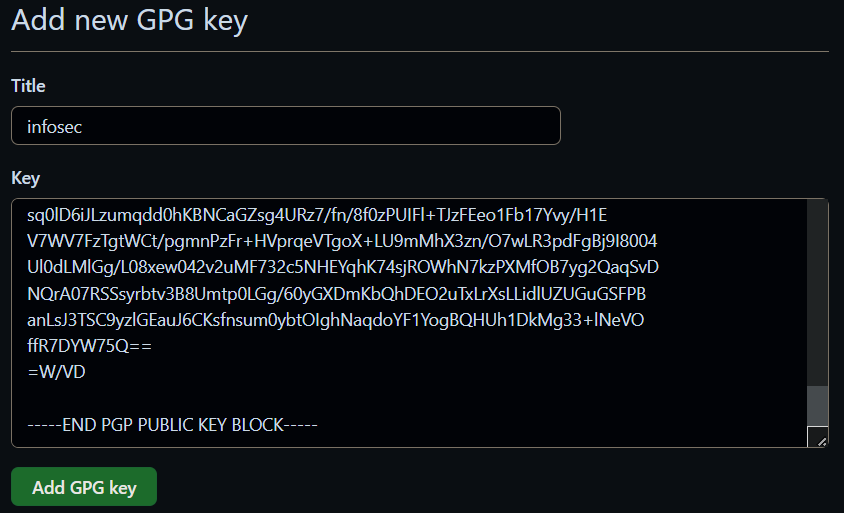 Add new GPG key
Title
infosec
Key
sq0lD6iJLzumqdd0hKBNCaGZsg4URz7/fn/8f0zPUIFl+TJzFEeo1Fb17Yvy/H1E
V7WV7FzTgtWCt/pgmnPzFr+HVprqeVTgoX+LU9mMhX3zn/O7wLR3pdFgBj9I8004
Ul0dLMlGg/L08xew042v2uMF732c5NHEYqhK74sjROWhN7kzPXMfOB7yg2QaqSvD
NQrA07RSSsyrbtv3B8Umtp0LGg/60yGXDmKbQhDEO2uTxLrXsLLidlUZUGuGSFPB
anLsJ3TSC9yzlGEauJ6CKsfnsum0ybtOIghNaqdoYF1YogBQHUh1DkMg33+lNeVO
ffR7DYW75Q==
=W/VD
-----END PGP PUBLIC KEY BLOCK-----
Add GPG key